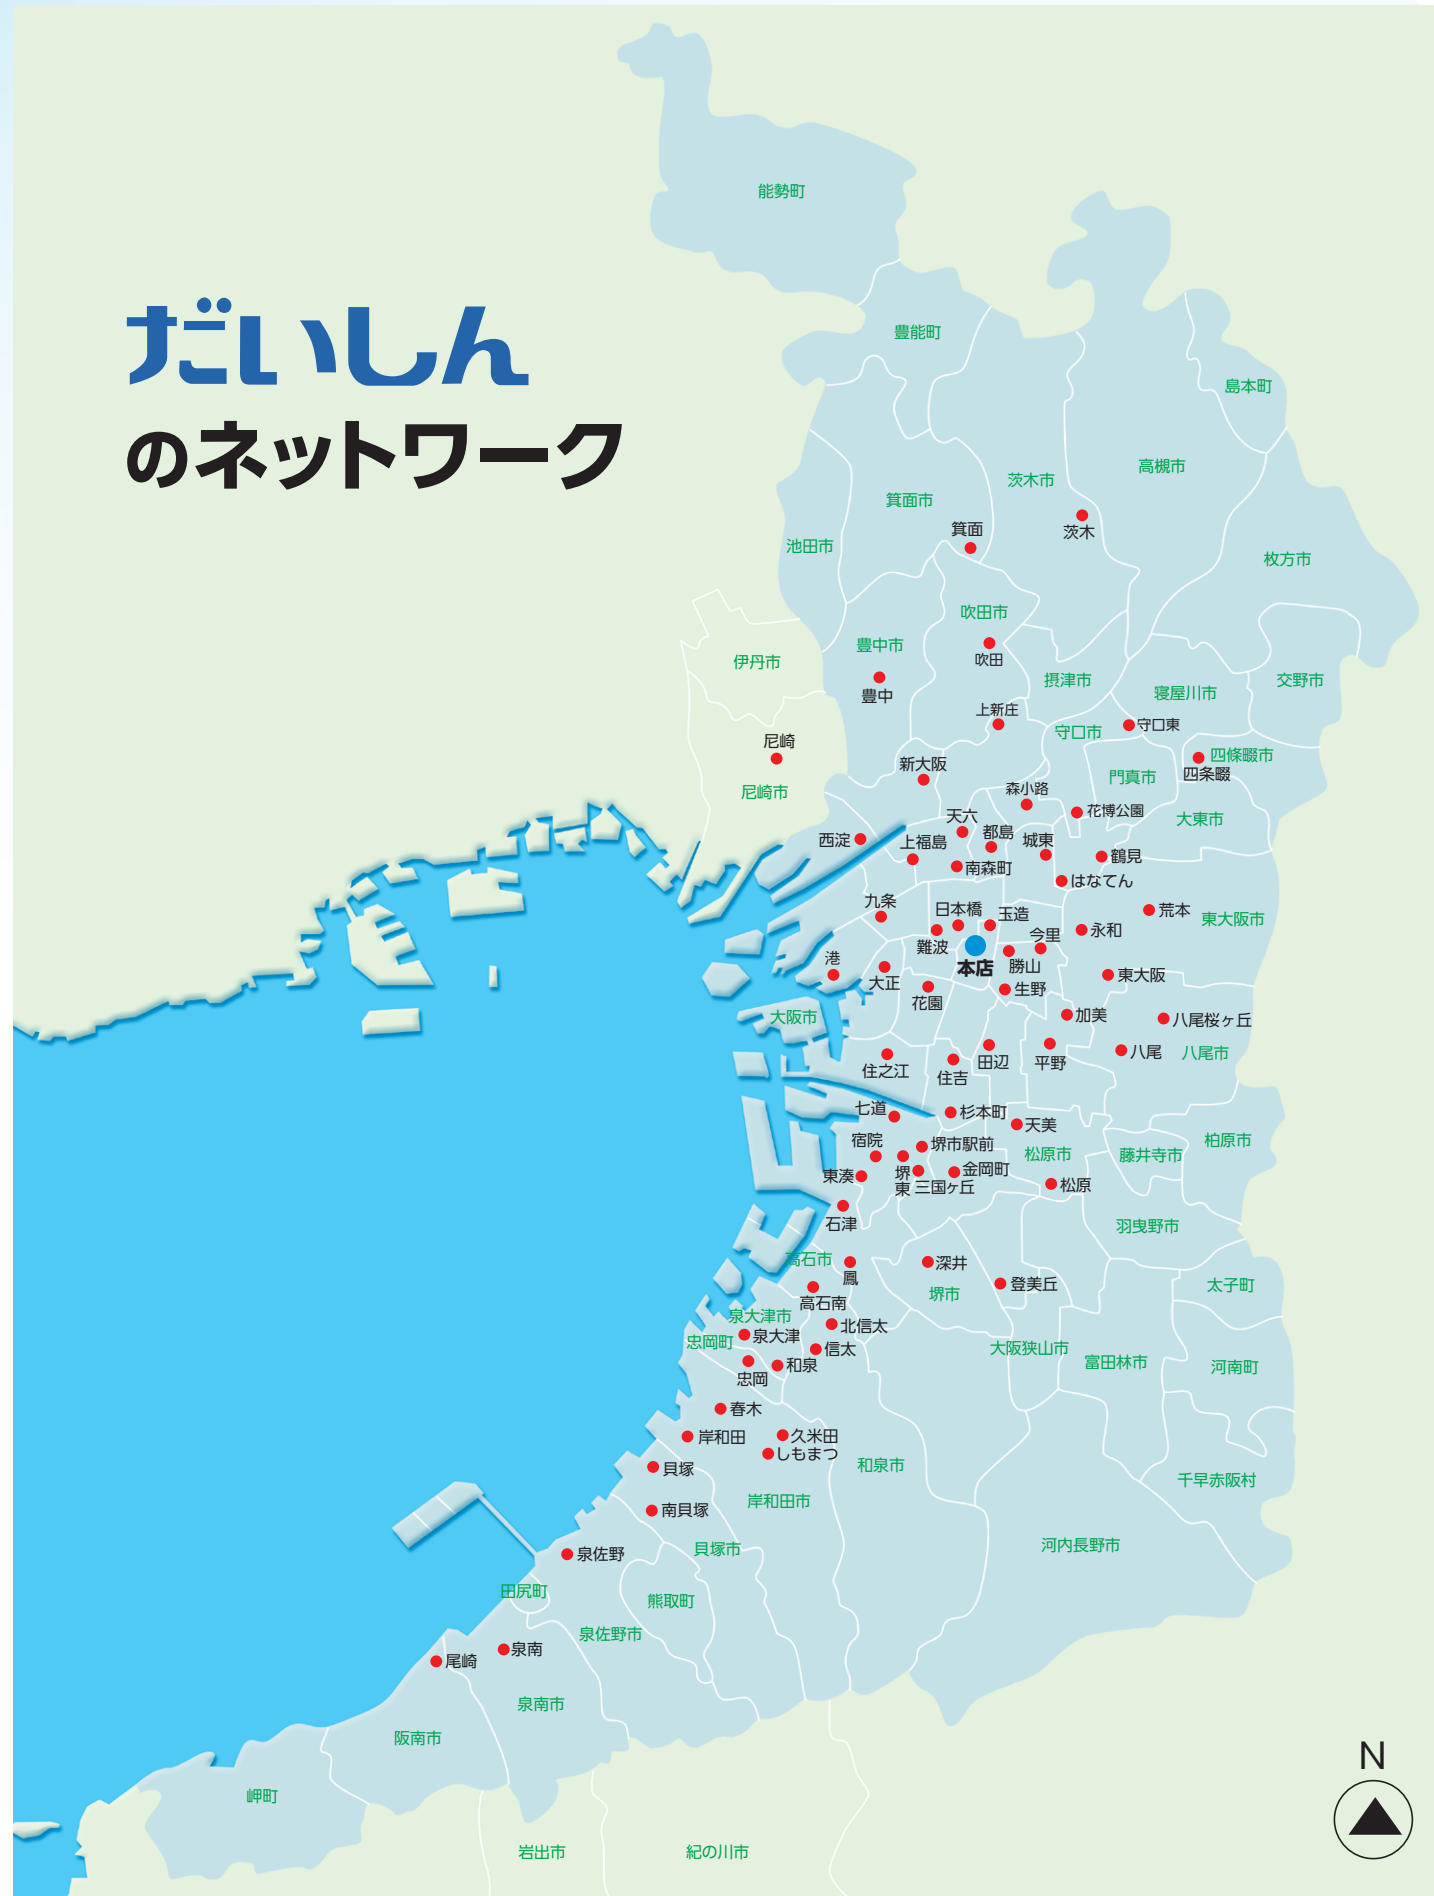 だいしん
のネットワーク
能勢町
豊能町
島本町
高槻市
茨木市
箕面市
箕面
茨木
池田市
枚方市
吹田市
吹田
豊中市
豊中
伊丹市
摂津市
寝屋川市
交野市
上新庄
守口市
守口東
尼崎
尼崎市
新大阪
四條畷市
四条畷
門真市
森小路
花博公園
大東市
天六
都島
城東
西淀
上福島
南森町
鶴見
はなてん
九条
日本橋
玉造
荒本
東大阪市
難波
今里
永和
港
本店
勝山
大正
花園
生野
東大阪
大阪市
加美
八尾桜ヶ丘
住之江
住吉
田辺
平野
八尾
八尾市
七道
杉本町
天美
宿院
堺市駅前
松原市
藤井寺市
柏原市
東湊
堺
東
三国ヶ丘
金岡町
松原
石津
羽曳野市
高石市
鳳
深井
堺市
登美丘
太子町
高石南
泉大津市
泉大津
北信太
忠岡町
信太
大阪狭山市
富田林市
河南町
忠岡
和泉
春木
岸和田
久米田
しもまつ
貝塚
和泉市
千早赤阪村
南貝塚
岸和田市
泉佐野
貝塚市
河内長野市
田尻町
熊取町
泉佐野市
尾崎
泉南
泉南市
阪南市
岬町
岩出市
紀の川市
N